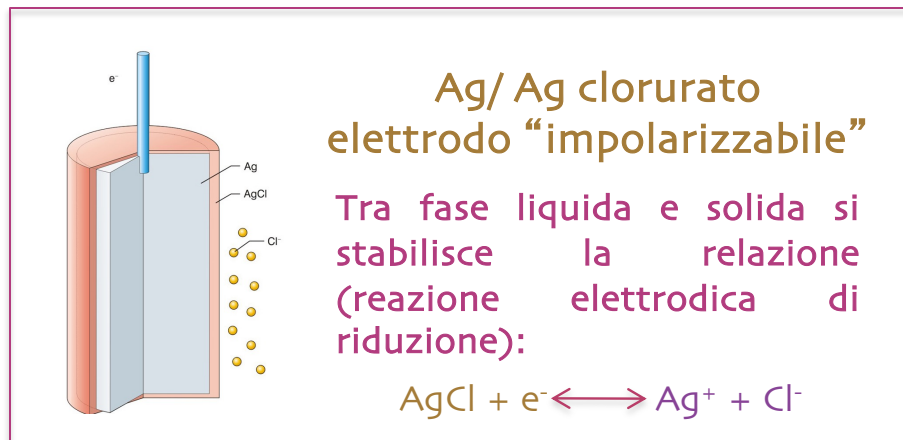 e⁻
Ag
AgCl
Cl⁻
Ag/ Ag clorurato
elettrodo “impolarizzabile”
Tra fase liquida e solida si
stabilisce la relazione
(reazione elettrodica di
riduzione):
AgCl + e⁻ ⟷ Ag⁺ + Cl⁻